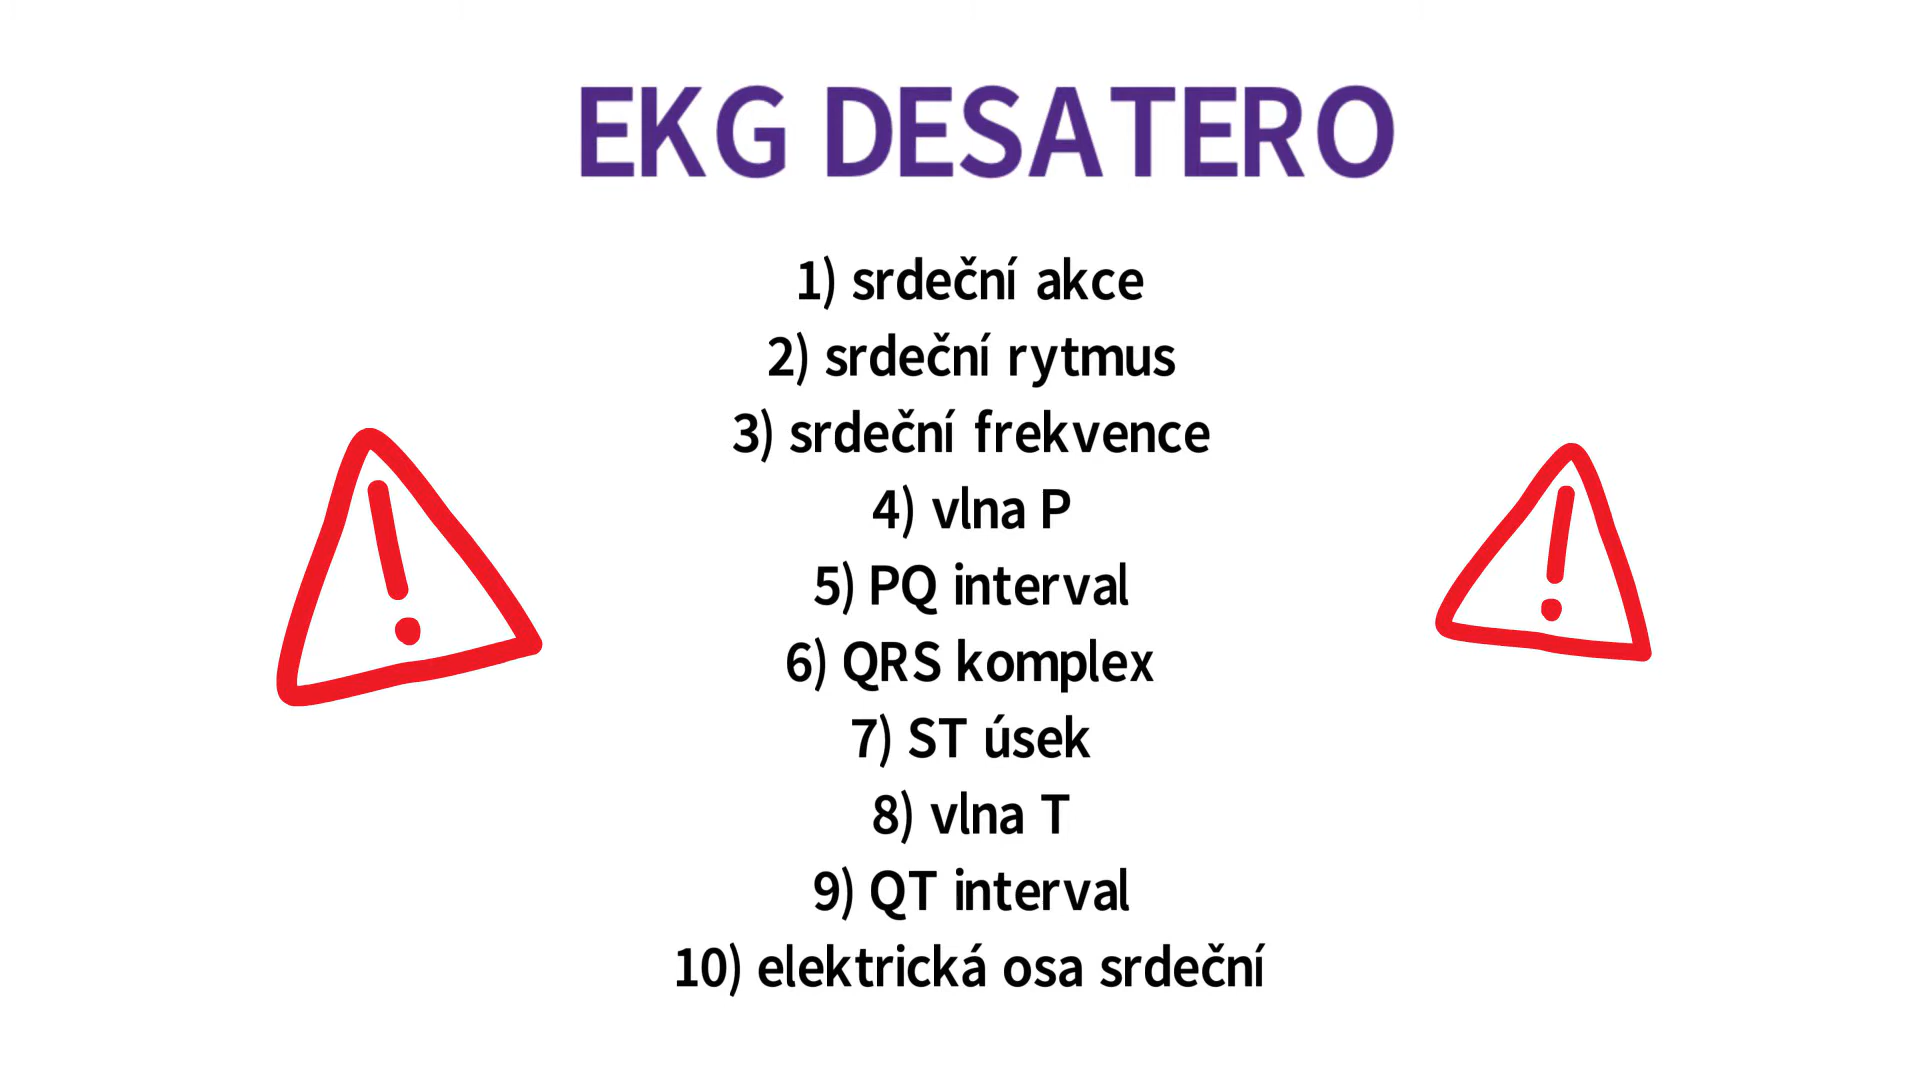 EKG DESATERO
1) srdeční akce
2) srdeční rytmus
3) srdeční frekvence
4) vlna P
5) PQ interval
6) QRS komplex
7) ST úsek
8) vlna T
9) QT interval
10) elektrická osa srdeční